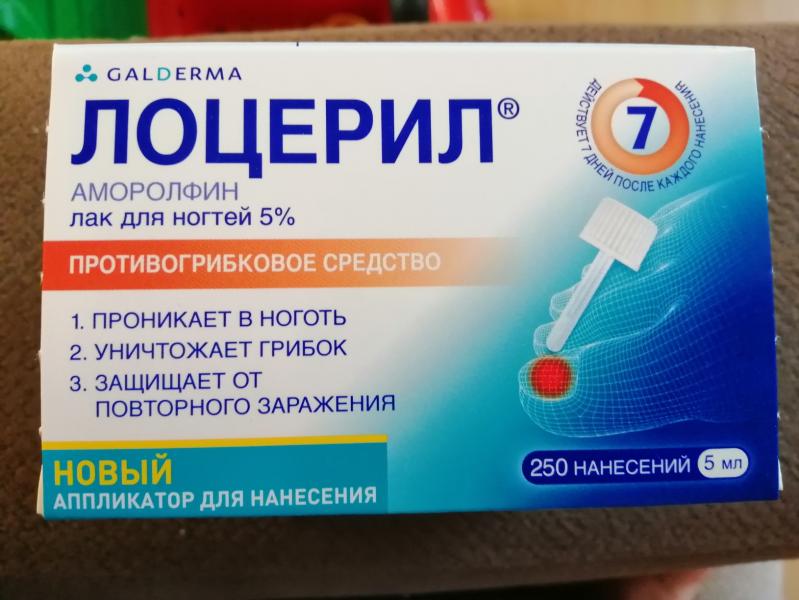 GALDERMA
ЛОЦЕРИЛ®
АМОРОЛФИН
лак для ногтей 5%
ПРОТИВОГРИБКОВОЕ СРЕДСТВО
1. ПРОНИКАЕТ В НОГОТЬ
2. УНИЧТОЖАЕТ ГРИБОК
3. ЗАЩИЩАЕТ ОТ
ПОВТОРНОГО ЗАРАЖЕНИЯ
НОВЫЙ
АППЛИКАТОР ДЛЯ НАНЕСЕНИЯ
7
ДЕЙСТВУЕТ 7 ДНЕЙ ПОСЛЕ КАЖДОГО НАНЕСЕНИЯ
250 НАНЕСЕНИЙ 5 мл